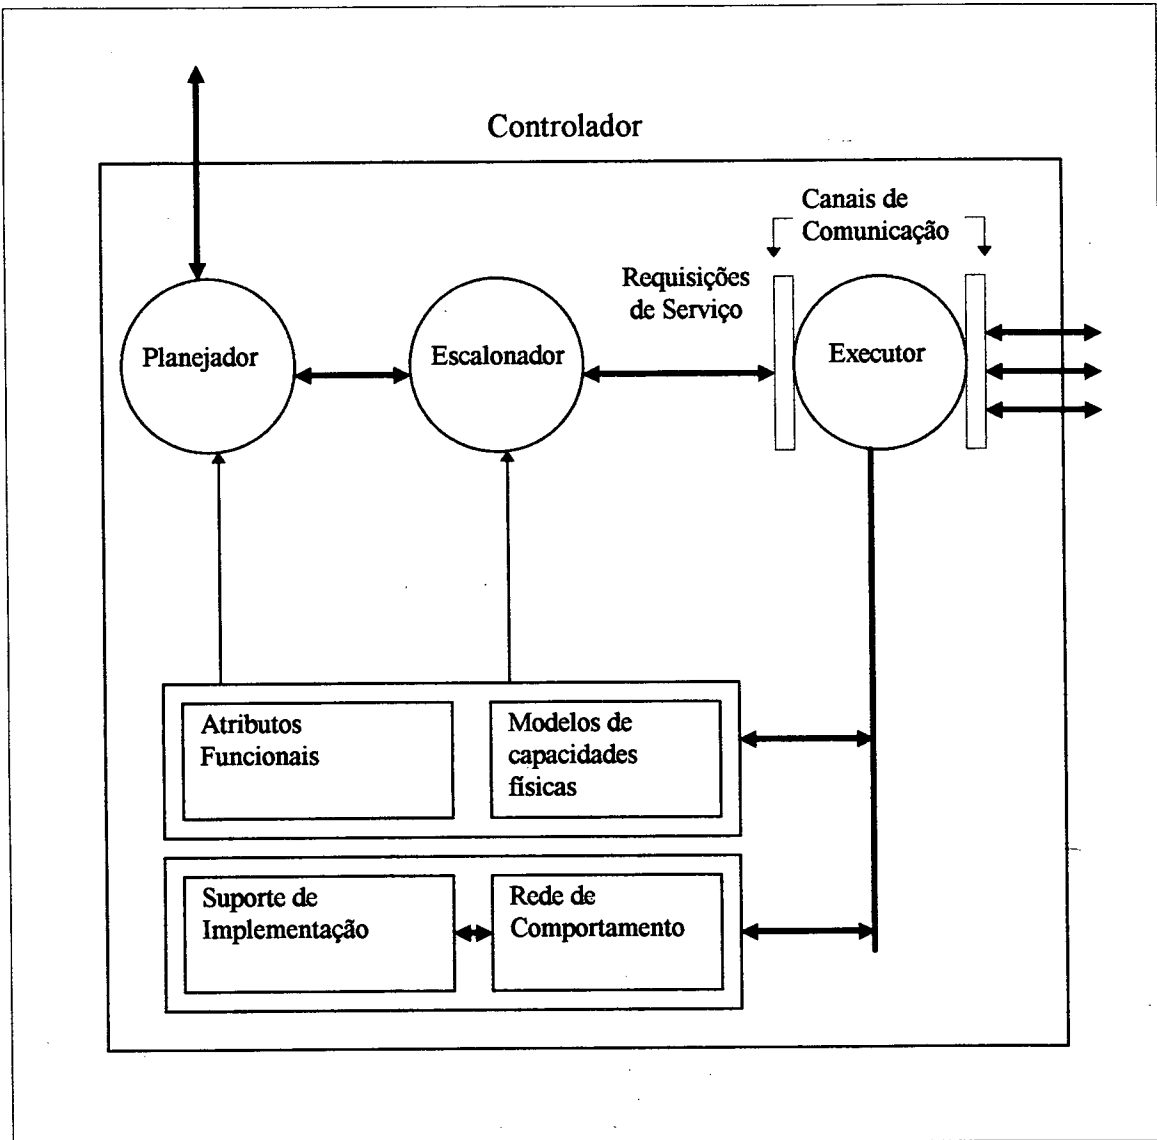 Controlador
Canais de
Comunicação
Requisições
de Serviço
Planejador
Escalonador
Executor
Atributos
Funcionais
Modelos de
capacidades
físicas
Suporte de
Implementação
Rede de
Comportamento